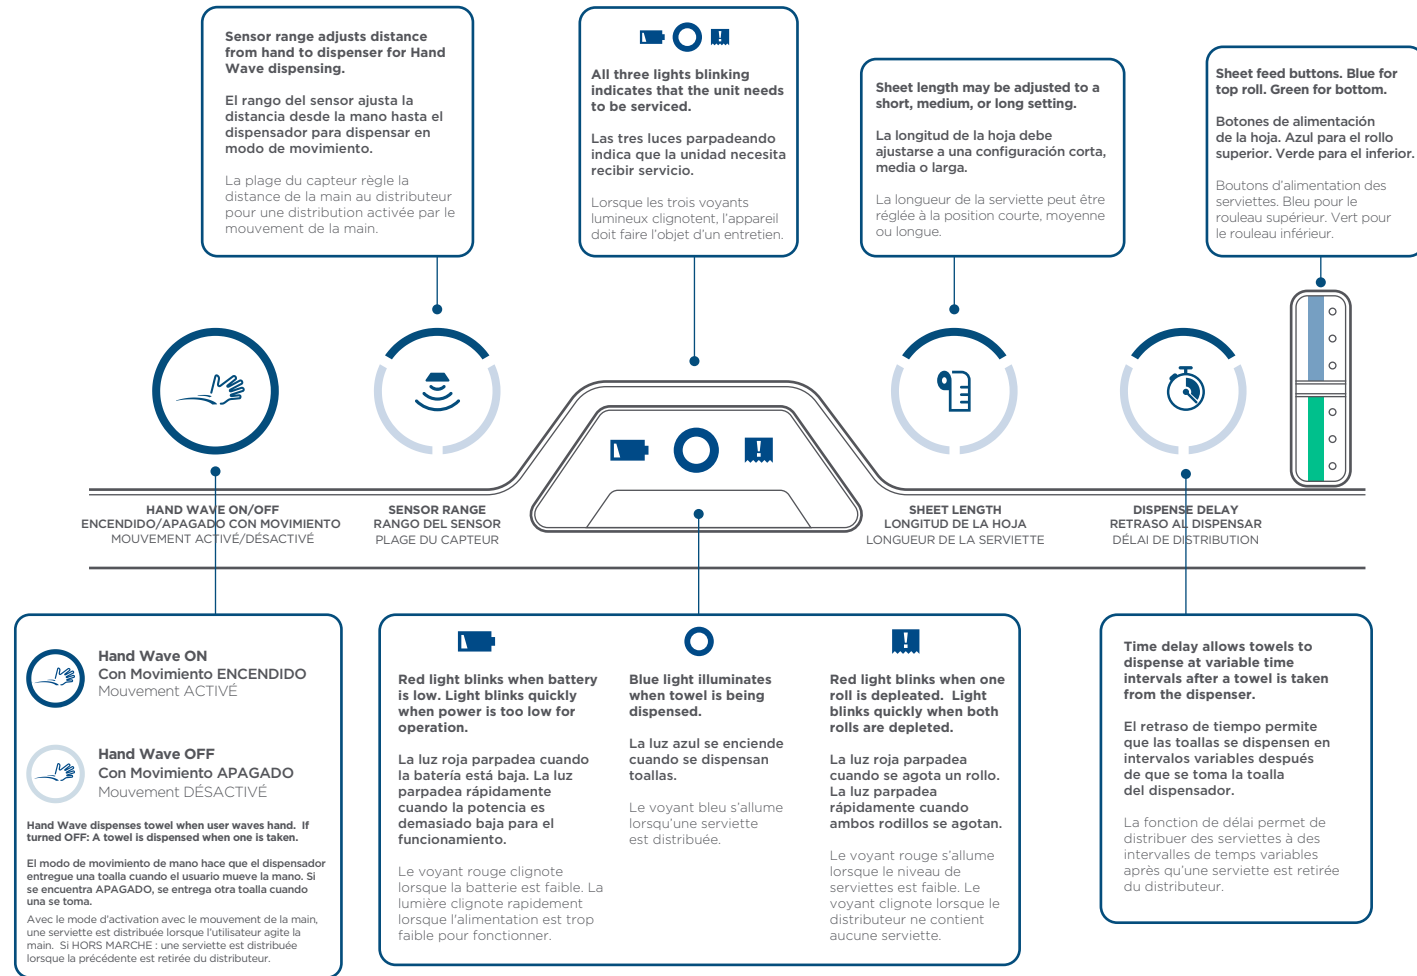 Sensor range adjusts distance
from hand to dispenser for Hand
Wave dispensing.
El rango del sensor ajusta la
distancia desde la mano hasta el
dispensador para dispensar en
modo de movimiento.
La plage du capteur règle la
distance de la main au distributeur
pour une distribution activée par le
mouvement de la main.
All three lights blinking
indicates that the unit needs
to be serviced.
Las tres luces parpadeando
indica que la unidad necesita
recibir servicio.
Lorsque les trois voyants
lumineux clignotent, l'appareil
doit faire l'objet d'un entretien.
Sheet length may be adjusted to a
short, medium, or long setting.
La longitud de la hoja debe
ajustarse a una configuración corta,
media o larga.
La longueur de la serviette peut être
réglée à la position courte, moyenne
ou longue.
Sheet feed buttons. Blue for
top roll. Green for bottom.
Botones de alimentación
de la hoja. Azul para el rollo
superior. Verde para el inferior.
Boutons d'alimentation des
serviettes. Bleu pour le
rouleau supérieur. Vert pour
le rouleau inférieur.
HAND WAVE ON/OFF
ENCENDIDO/APAGADO CON MOVIMIENTO
MOUVEMENT ACTIVÉ/DÉSACTIVÉ
SENSOR RANGE
RANGO DEL SENSOR
PLAGE DU CAPTEUR
SHEET LENGTH
LONGITUD DE LA HOJA
LONGUEUR DE LA SERVIETTE
DISPENSE DELAY
RETRASO AL DISPENSAR
DÉLAI DE DISTRIBUTION
Hand Wave ON
Con Movimiento ENCENDIDO
Mouvement ACTIVÉ
Hand Wave OFF
Con Movimiento APAGADO
Mouvement DÉSACTIVÉ
Hand Wave dispenses towel when user waves hand. If
turned OFF: A towel is dispensed when one is taken.
El modo de movimiento de mano hace que el dispensador
entregue una toalla cuando el usuario mueve la mano. Si
se encuentra APAGADO, se entrega otra toalla cuando
una se toma.
Avec le mode d'activation avec le mouvement de la main,
une serviette est distribuée lorsque l'utilisateur agite la
main. Si HORS MARCHE : une serviette est distribuée
lorsque la précédente est retirée du distributeur.
Red light blinks when battery
is low. Light blinks quickly
when power is too low for
operation.
La luz roja parpadea cuando
la batería está baja. La luz
parpadea rápidamente
cuando la potencia es
demasiado baja para el
funcionamiento.
Le voyant rouge clignote
lorsque la batterie est faible. La
lumière clignote rapidement
lorsque l'alimentation est trop
faible pour fonctionner.
Blue light illuminates
when towel is being
dispensed.
La luz azul se enciende
cuando se dispensan
toallas.
Le voyant bleu s'allume
lorsqu'une serviette
est distribuée.
Red light blinks when one
roll is depleated. Light
blinks quickly when both
rolls are depleted.
La luz roja parpadea
cuando se agota un rollo.
La luz parpadea
rápidamente cuando
ambos rodillos se agotan.
Le voyant rouge s'allume
lorsque le niveau de
serviettes est faible. Le
voyant clignote lorsque le
distributeur ne contient
aucune serviette.
Time delay allows towels to
dispense at variable time
intervals after a towel is taken
from the dispenser.
El retraso de tiempo permite
que las toallas se dispensen en
intervalos variables después
de que se toma la toalla
del dispensador.
La fonction de délai permet de
distribuer des serviettes à des
intervalles de temps variables
après qu'une serviette est retirée
du distributeur.